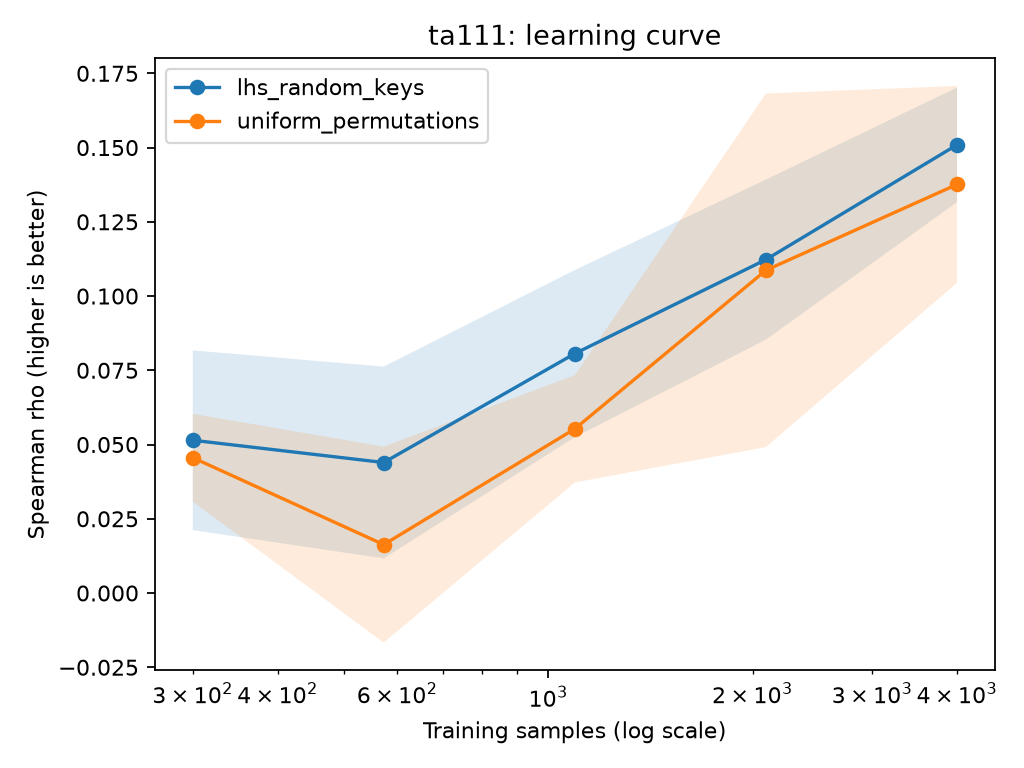 ta111: learning curve
lhs_random_keys
uniform_permutations
Spearman rho (higher is better)
0.175
0.150
0.125
0.100
0.075
0.050
0.025
0.000
−0.025
3 × 10² 4 × 10² 6 × 10² 10³ 2 × 10³ 3 × 10³ 4 × 10³
Training samples (log scale)